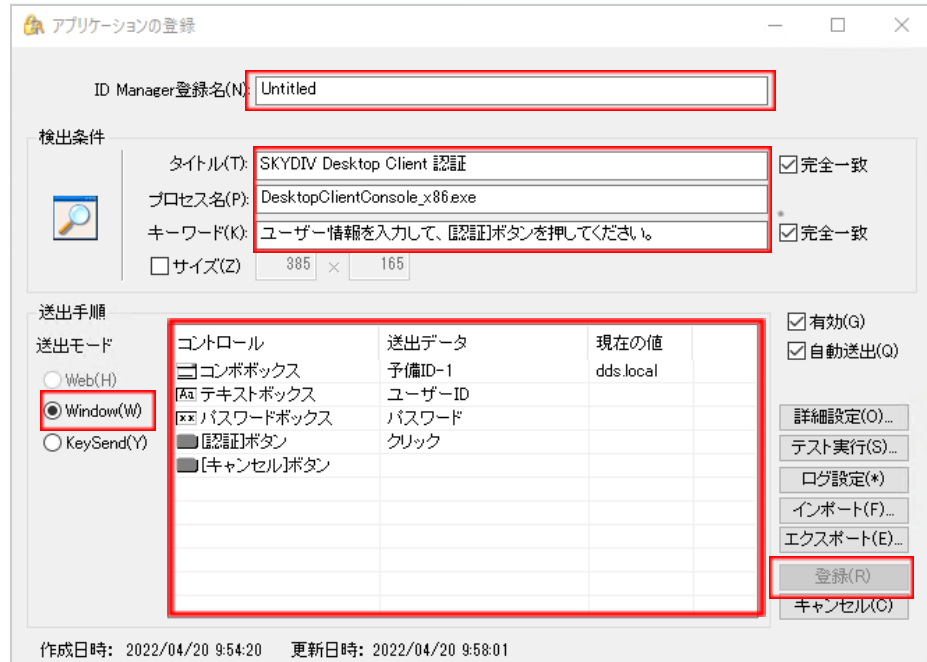 アプリケーションの登録
ID Manager登録名(N): Untitled
検出条件
タイトル(T): SKYDIV Desktop Client 認証 完全一致
プロセス名(P): DesktopClientConsole_x86.exe
キーワード(K): ユーザー情報を入力して、[認証]ボタンを押してください。 完全一致
サイズ(Z) 385 × 165
送出手順
送出モード
Web(H)
Window(W)
KeySend(Y)
コントロール 送出データ 現在の値
コンボボックス 予備ID-1 dds.local
Aa テキストボックス ユーザーID
xx パスワードボックス パスワード
[認証]ボタン クリック
[キャンセル]ボタン
有効(G)
自動送出(Q)
詳細設定(O)...
テスト実行(S)...
ログ設定(*)
インポート(F)...
エクスポート(E)...
登録(R)
キャンセル(C)
作成日時: 2022/04/20 9:54:20 更新日時: 2022/04/20 9:58:01